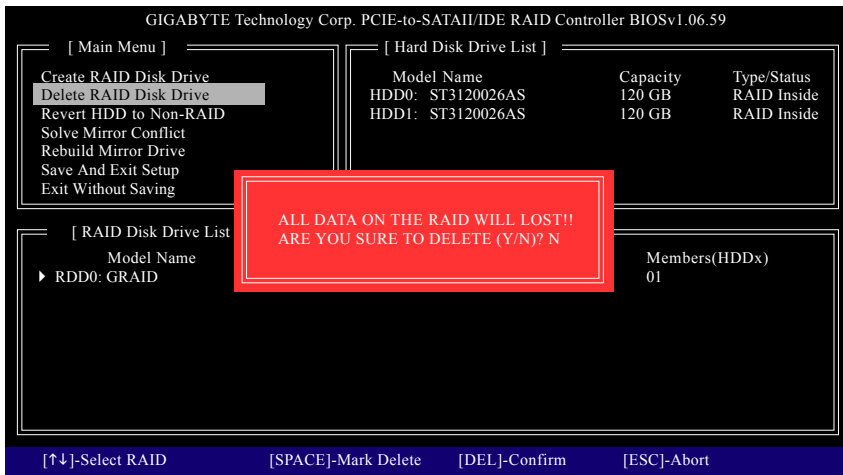 GIGABYTE Technology Corp. PCIE-to-SATAII/IDE RAID Controller BIOSv1.06.59
[ Main Menu ]
Create RAID Disk Drive
Delete RAID Disk Drive
Revert HDD to Non-RAID
Solve Mirror Conflict
Rebuild Mirror Drive
Save And Exit Setup
Exit Without Saving
[ Hard Disk Drive List ]
Model Name Capacity Type/Status
HDD0: ST3120026AS 120 GB RAID Inside
HDD1: ST3120026AS 120 GB RAID Inside
ALL DATA ON THE RAID WILL LOST!!
ARE YOU SURE TO DELETE (Y/N)? N
[ RAID Disk Drive List
Model Name Members(HDDx)
RDD0: GRAID 01
[↑↓]-Select RAID [SPACE]-Mark Delete [DEL]-Confirm [ESC]-Abort